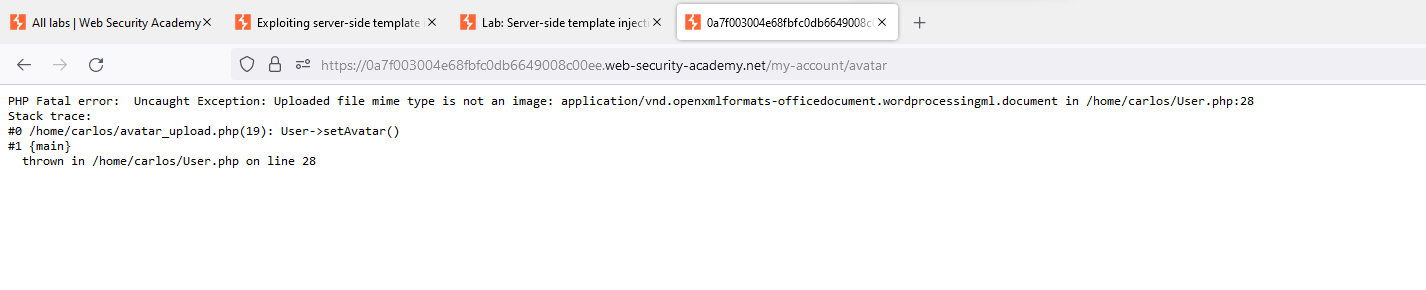 All labs | Web Security Academy
Exploiting server-side template
Lab: Server-side template injecti
0a7f003004e68fbfc0db6649008c0
https://0a7f003004e68fbfc0db6649008c00ee.web-security-academy.net/my-account/avatar
PHP Fatal error:  Uncaught Exception: Uploaded file mime type is not an image: application/vnd.openxmlformats-officedocument.wordprocessingml.document in /home/carlos/User.php:28
Stack trace:
#0 /home/carlos/avatar_upload.php(19): User->setAvatar()
#1 {main}
  thrown in /home/carlos/User.php on line 28